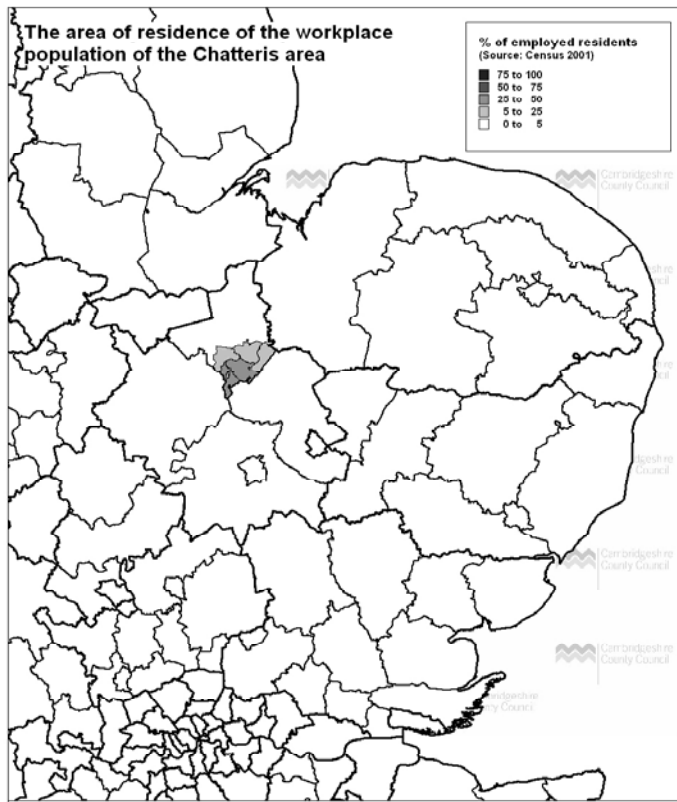 The area of residence of the workplace
population of the Chatteris area
% of employed residents
(Source: Census 2001)
75 to 100
50 to 75
25 to 50
5 to 25
0 to 5
Cambridgeshire
County Council
Cambridgeshire
County Council
Cambridgeshire
County Council
County Council